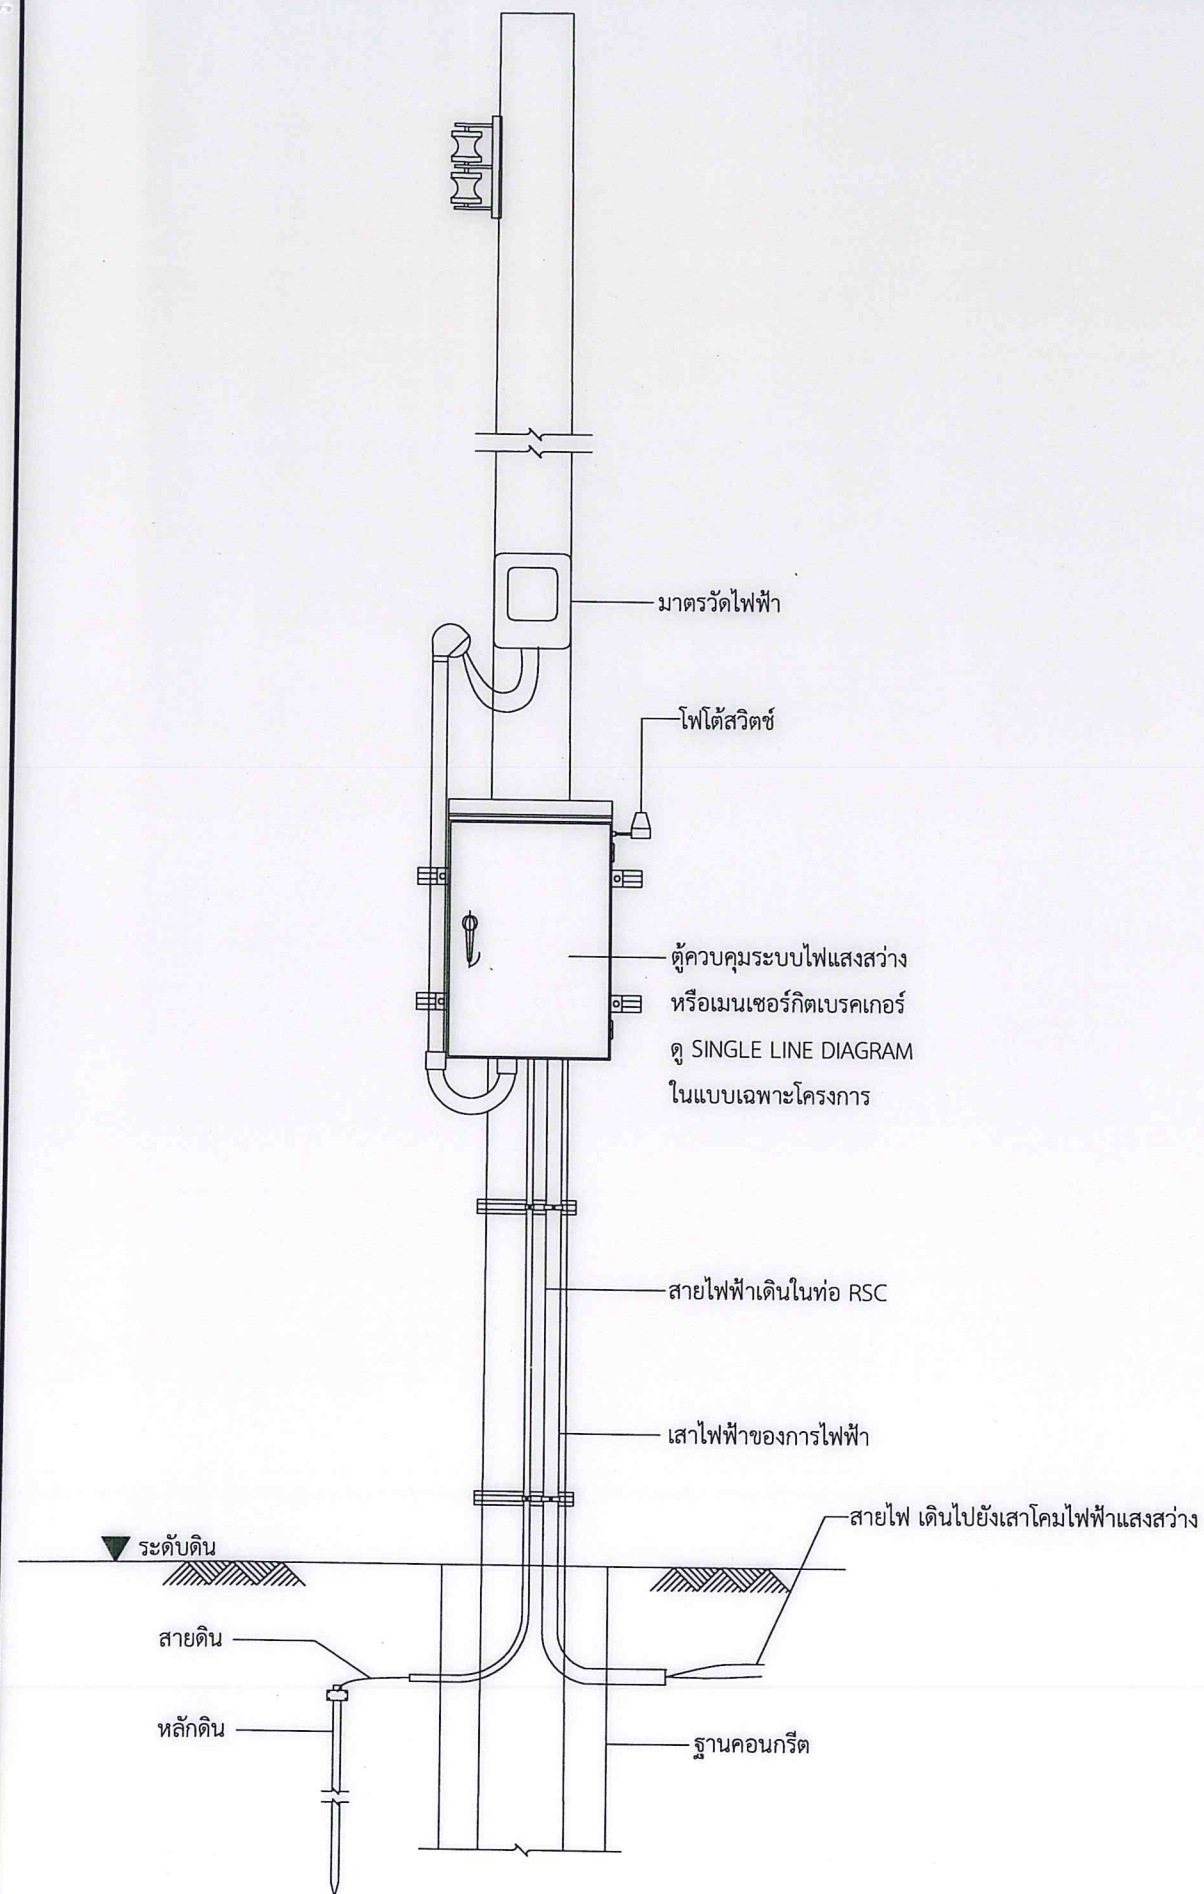 มาตรวัดไฟฟ้า
โฟโต้สวิตช์
ตู้ควบคุมระบบไฟแสงสว่าง
หรือเมนเซอร์กิตเบรคเกอร์
ดู SINGLE LINE DIAGRAM
ในแบบเฉพาะโครงการ
สายไฟฟ้าเดินในท่อ RSC
เสาไฟฟ้าของการไฟฟ้า
สายไฟ เดินไปยังเสาโคมไฟฟ้าแสงสว่าง
ระดับดิน
สายดิน
หลักดิน
ฐานคอนกรีต